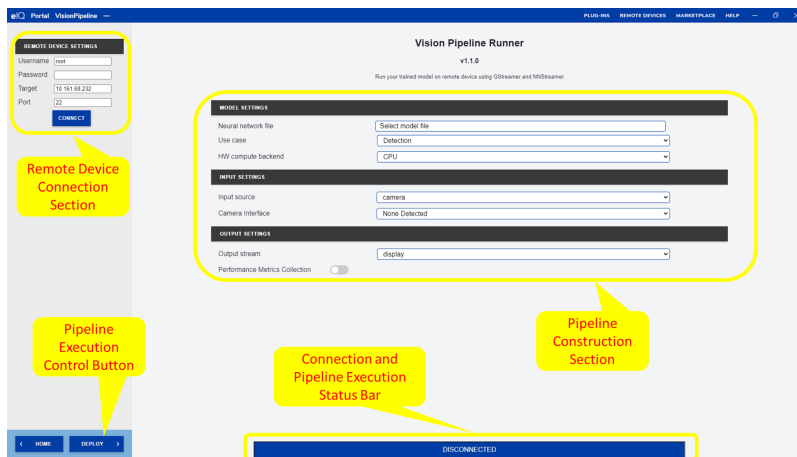 eIQ Portal VisionPipeline —
PLUG-INS REMOTE DEVICES MARKETPLACE HELP
REMOTE DEVICE SETTINGS
Username root
Password
Target 10.161.68.232
Port 22
CONNECT
Remote Device
Connection
Section
Vision Pipeline Runner
v1.1.0
Run your trained model on remote device using GStreamer and NNStreamer
MODEL SETTINGS
Neural network file Select model file
Use case Detection
HW compute backend CPU
INPUT SETTINGS
Input source camera
Camera Interface None Detected
OUTPUT SETTINGS
Output stream display
Performance Metrics Collection
Pipeline
Construction
Section
Pipeline
Execution
Control Button
Connection and
Pipeline Execution
Status Bar
< HOME
DEPLOY >
DISCONNECTED